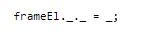 frameEl._._ = _;